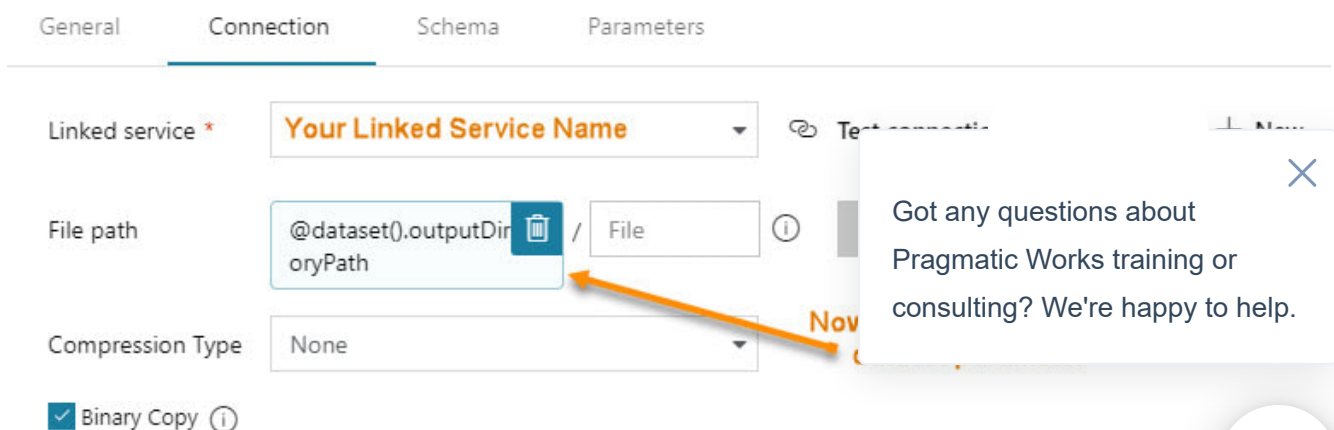 General Connection Schema Parameters
Linked service * Your Linked Service Name Test
File path @dataset().outputDir / File
oryPath
Got any questions about
Pragmatic Works training or
consulting? We're happy to help.
Compression Type None
Binary Copy